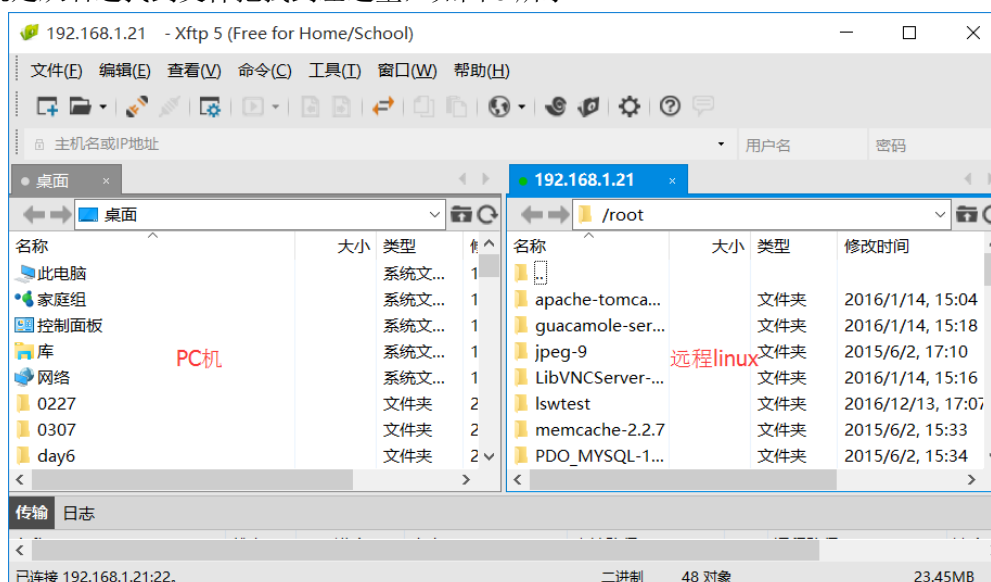 192.168.1.21 - Xftp 5 (Free for Home/School)
文件(F) 编辑(E) 查看(V) 命令(C) 工具(T) 窗口(W) 帮助(H)
主机名或IP地址 用户名 密码
桌面 × 192.168.1.21 ×
桌面 /root
名称 大小 类型 名称 大小 类型 修改时间
此电脑 系统文... 1 ..
家庭组 系统文... 1 apache-tomca... 文件夹 2016/1/14, 15:04
控制面板 系统文... 1 guacamole-ser... 文件夹 2016/1/14, 15:18
库 系统文... 1 jpeg-9 文件夹 2015/6/2, 17:10
PC机 远程linux
网络 系统文... 1 LibVNCServer-... 文件夹 2016/1/14, 15:16
0227 文件夹 2 lswtest 文件夹 2016/12/13, 17:07
0307 文件夹 2 memcache-2.2.7 文件夹 2015/6/2, 15:33
day6 文件夹 2 PDO_MYSQL-1... 文件夹 2015/6/2, 15:34
传输 日志
已连接 192.168.1.21:22。 二进制 48 对象 23.45MB